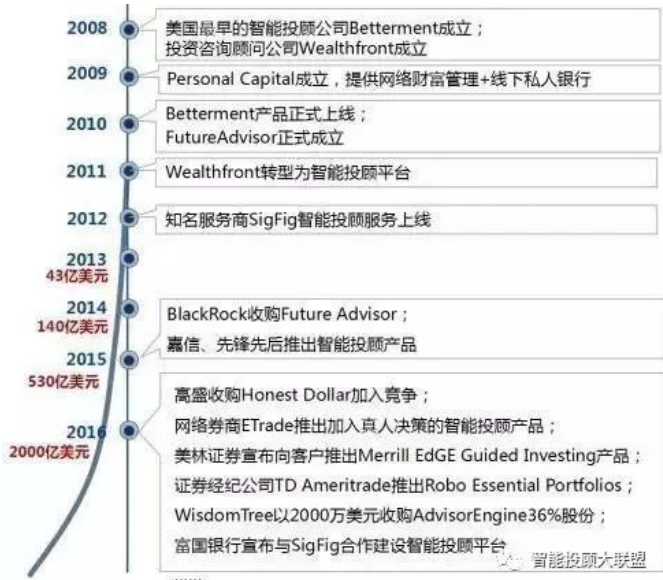 2008
美国最早的智能投顾公司Betterment成立；
投资咨询顾问公司Wealthfront成立
2009
Personal Capital成立，提供网络财富管理+线下私人银行
2010
Betterment产品正式上线；
FutureAdvisor正式成立
2011
Wealthfront转型为智能投顾平台
2012
知名服务商SigFig智能投顾服务上线
2013
43亿美元
2014
140亿美元
BlackRock收购Future Advisor；
嘉信、先锋先后推出智能投顾产品
2015
530亿美元
2016
2000亿美元
高盛收购Honest Dollar加入竞争；
网络券商ETrade推出加入真人决策的智能投顾产品；
美林证券宣布向客户推出Merrill EdGE Guided Investing产品；
证券经纪公司TD Ameritrade推出Robo Essential Portfolios；
WisdomTree以2000万美元收购AdvisorEngine36%股份；
富国银行宣布与SigFig合作建设智能投顾平台
智能投顾大联盟